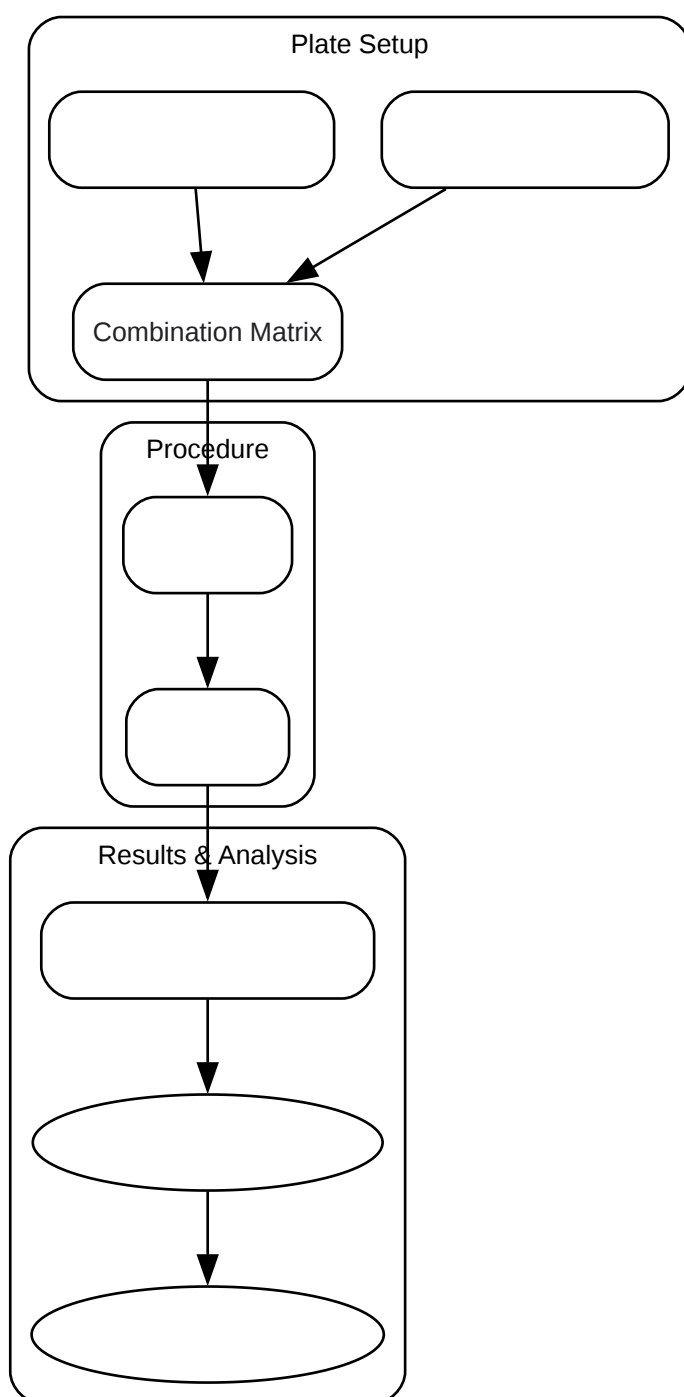 Plate Setup
Combination Matrix
Procedure
Results & Analysis